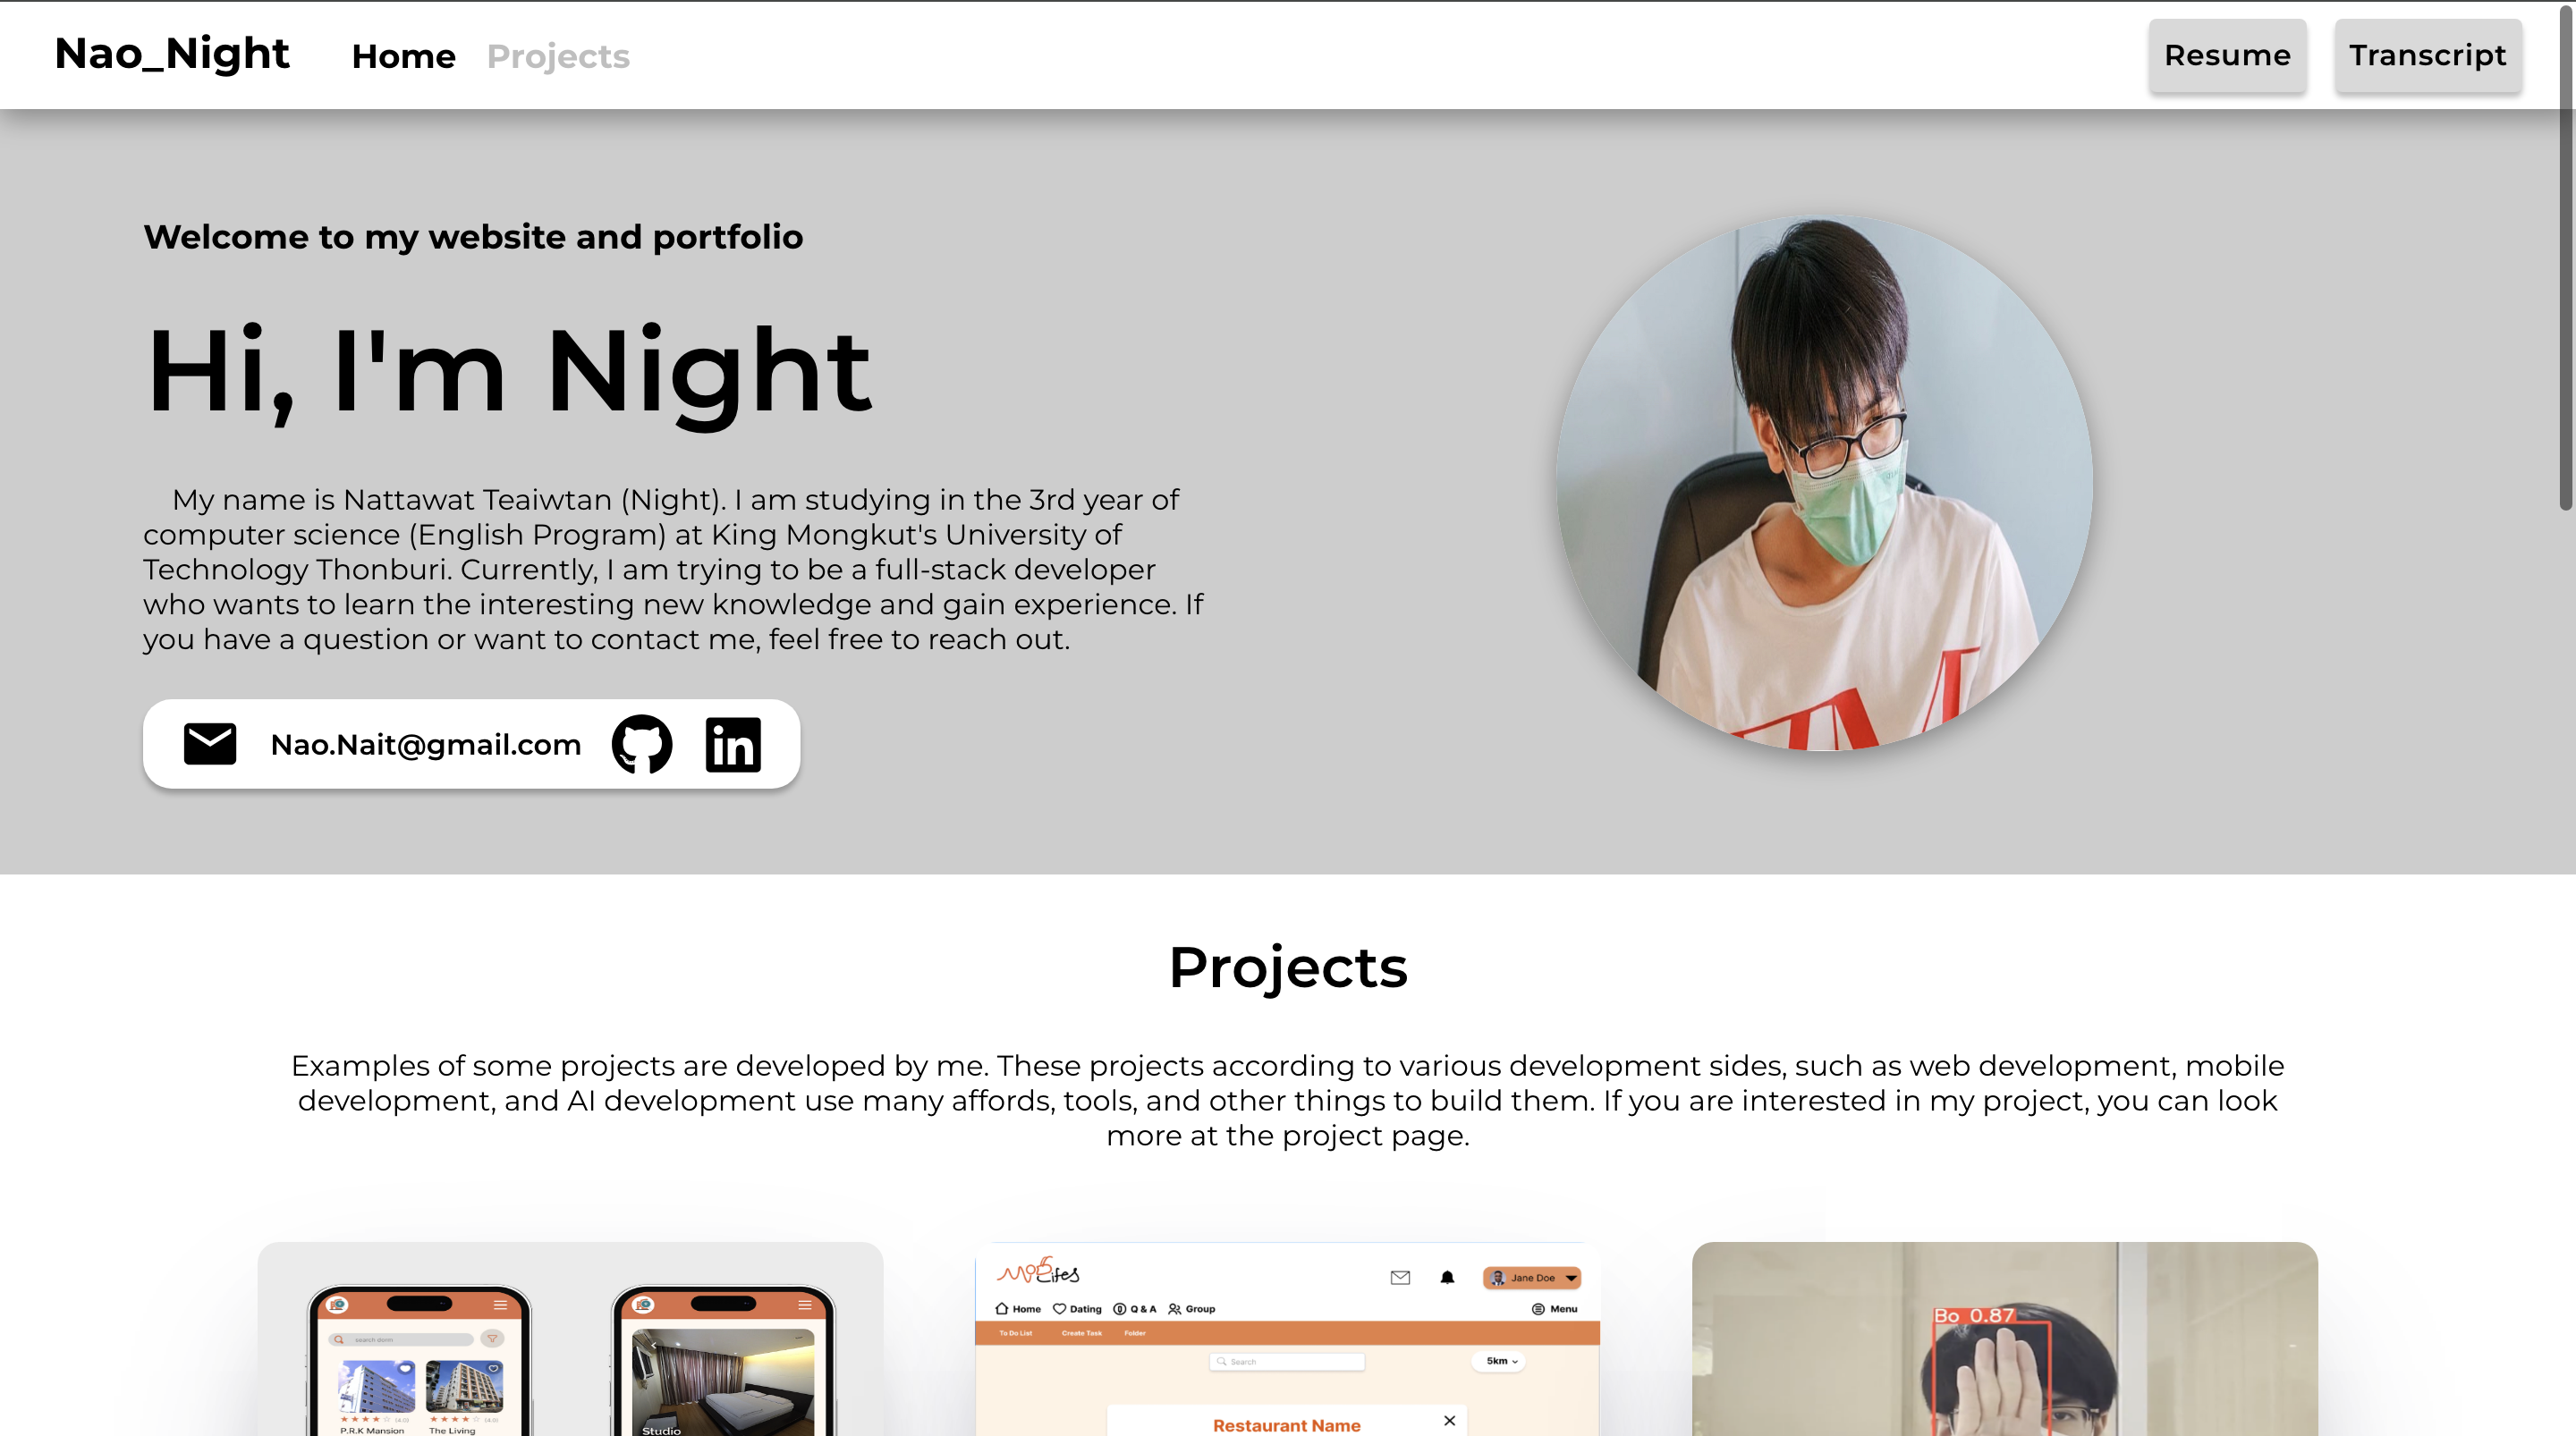 Nao_Night Home Projects Resume Transcript
Welcome to my website and portfolio
Hi, I'm Night
My name is Nattawat Teaiwtan (Night). I am studying in the 3rd year of
computer science (English Program) at King Mongkut's University of
Technology Thonburi. Currently, I am trying to be a full-stack developer
who wants to learn the interesting new knowledge and gain experience. If
you have a question or want to contact me, feel free to reach out.
Nao.Nait@gmail.com
in
Projects
Examples of some projects are developed by me. These projects according to various development sides, such as web development, mobile
development, and AI development use many affords, tools, and other things to build them. If you are interested in my project, you can look
more at the project page.
search dorm
P.R.K Mansion The Living
Studio
Jane Doe
Home Dating Q & A Group Menu
To Do List Create Task Folder
Search 5km
Restaurant Name
Bo 0.87